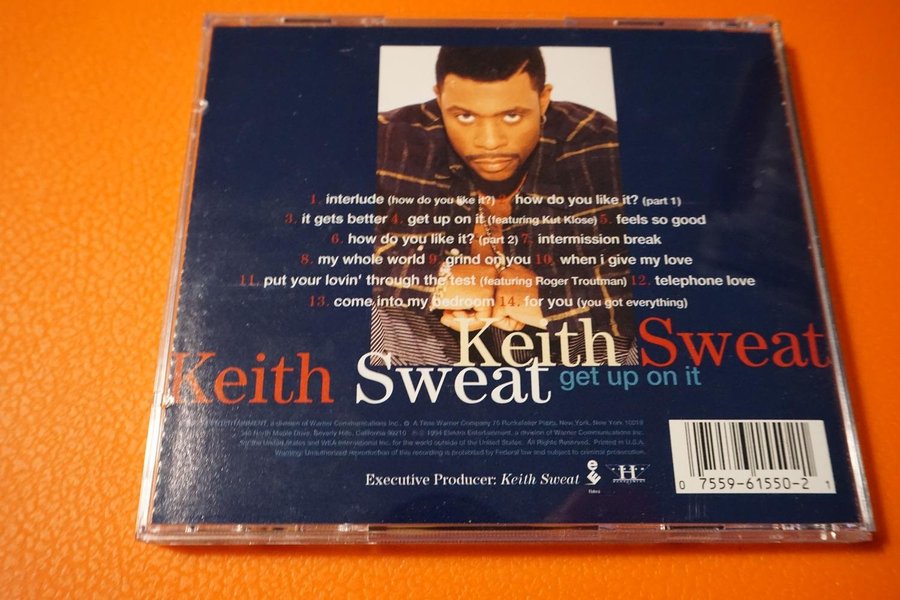 1. interlude (how do you like it?) 2. how do you like it? (part 1)
3. it gets better 4. get up on it (featuring Kut Klose) 5. feels so good
6. how do you like it? (part 2) 7. intermission break
8. my whole world 9. grind on you 10. when i give my love
11. put your lovin' through the test (featuring Roger Troutman) 12. telephone love
13. come into my bedroom 14. for you (you got everything)
Keith Sweat
Keith Sweat get up on it
ENTERTAINMENT, a division of Warner Communications Inc., A Time Warner Company 75 Rockefeller Plaza, New York, New York 10019
345 North Maple Drive, Beverly Hills, California 90210 ℗ © 1994 Elektra Entertainment, a division of Warner Communications Inc.
for the United States and WEA International Inc. for the world outside of the United States. All Rights Reserved. Printed in U.S.A.
Warning: Unauthorized reproduction of this recording is prohibited by Federal law and subject to criminal prosecution.
Executive Producer: Keith Sweat
Elektra
H
0 7559-61550-2 1